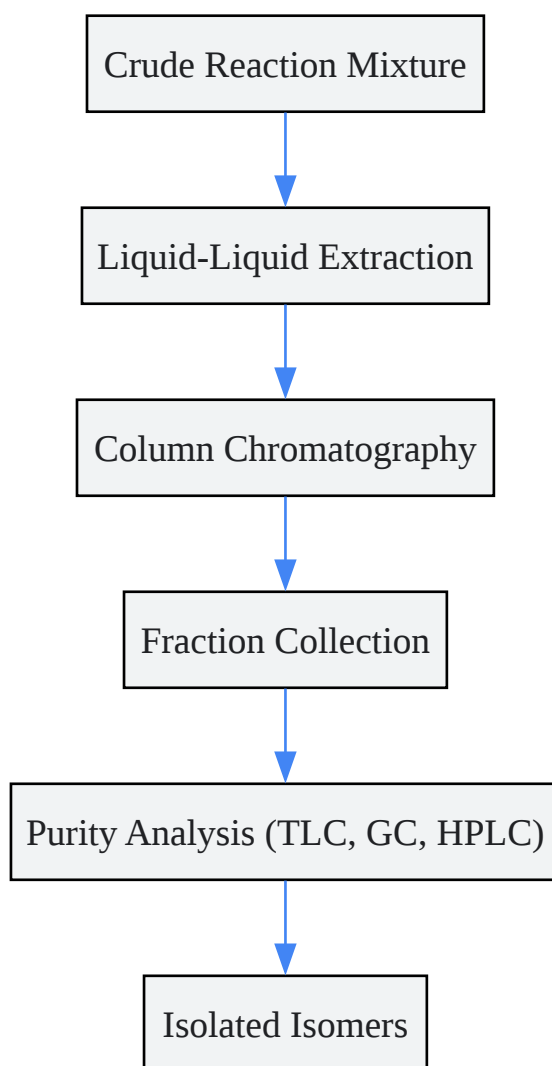 Crude Reaction Mixture
Liquid-Liquid Extraction
Column Chromatography
Fraction Collection
Purity Analysis (TLC, GC, HPLC)
Isolated Isomers